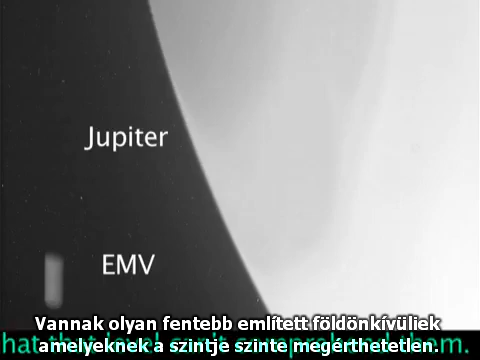 Jupiter
EMV
Vannak olyan fentebb említett földönkívüliek
amelyeknek a szintje szinte megérthetetlen.